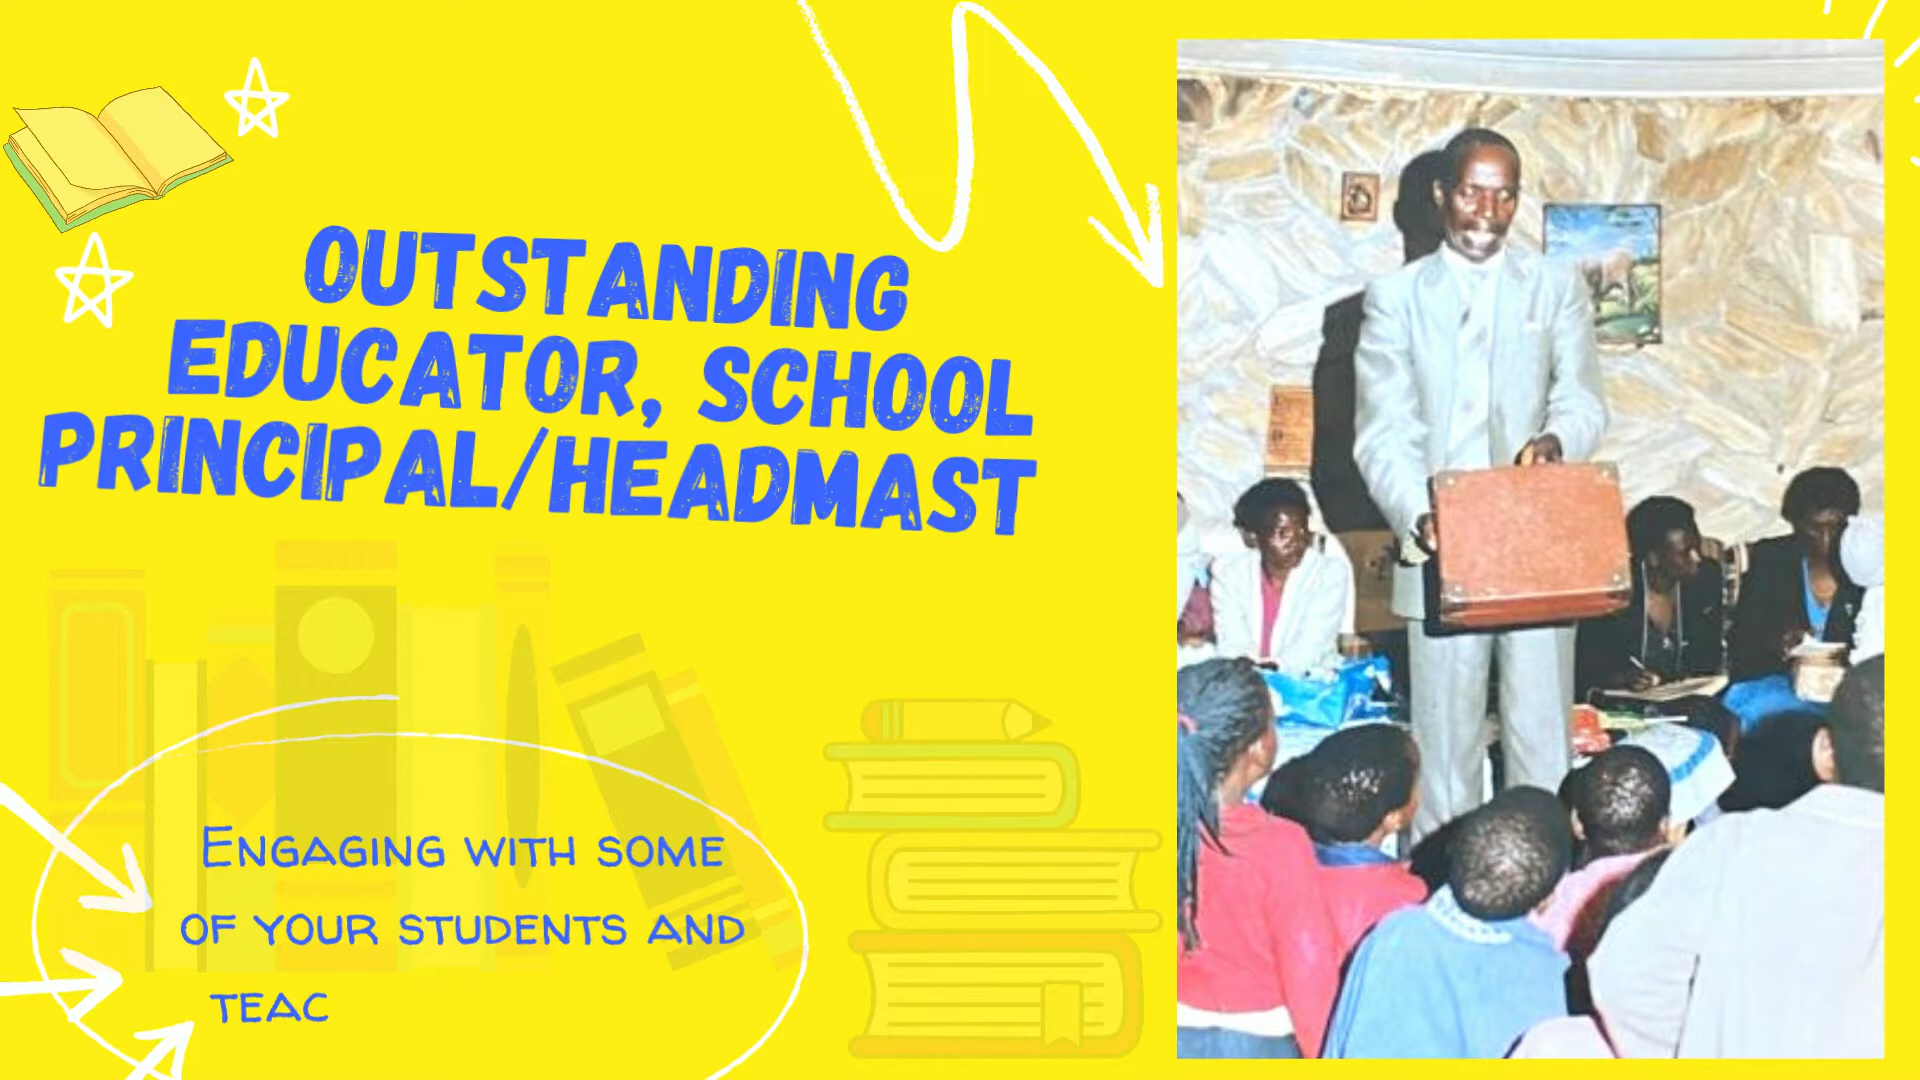 OUTSTANDING
EDUCATOR, SCHOOL
PRINCIPAL/HEADMAST
ENGAGING WITH SOME
OF YOUR STUDENTS AND
TEAC